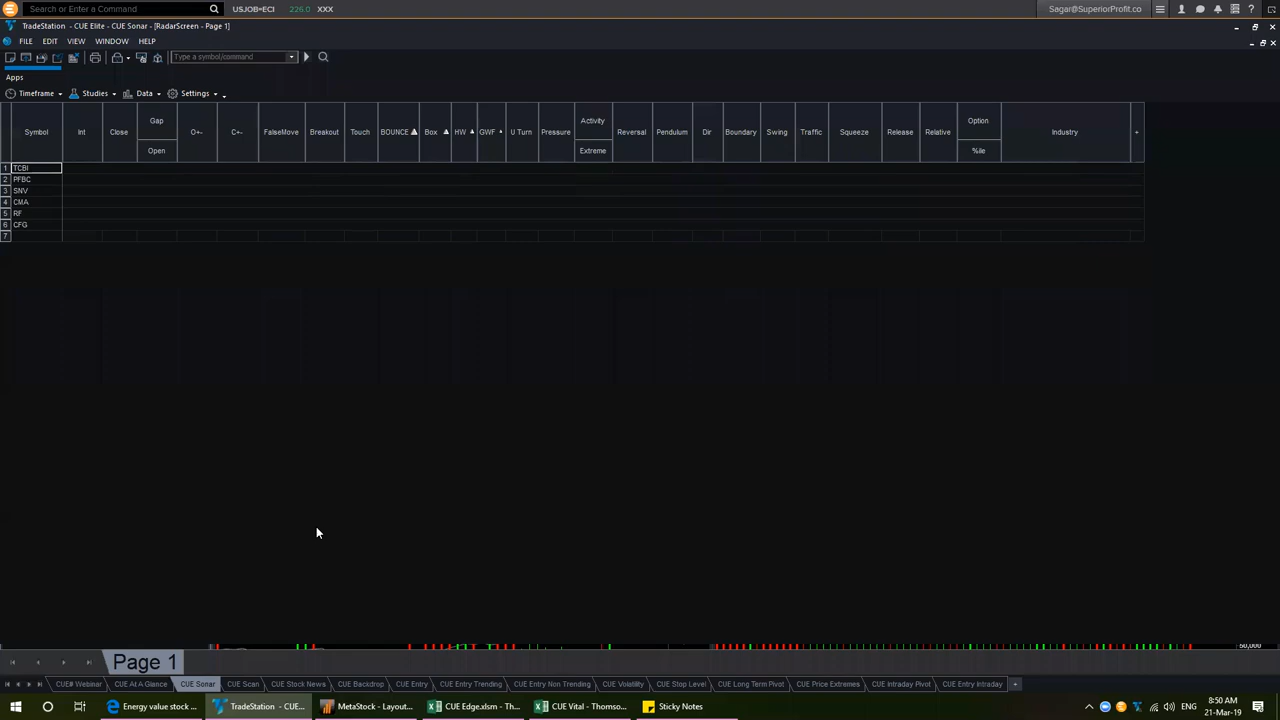 Search or Enter a Command
USJOB=ECI 226.0 XXX
Sagar@SuperiorProfit.co
TradeStation - CUE Elite - CUE Sonar - [RadarScreen - Page 1]
FILE EDIT VIEW WINDOW HELP
Type a symbol/command
Apps
Timeframe Studies Data Settings
Symbol Int Close Gap Open O+- C+- FalseMove Breakout Touch BOUNCE Box HW GWF U Turn Pressure Activity Extreme Reversal Pendulum Dir Boundary Swing Traffic Squeeze Release Relative Option %ile Industry +
1 TCBI
2 PFBC
3 SNV
4 CMA
5 RF
6 CFG
7
50,000
Page 1
CUE# Webinar CUE At A Glance CUE Sonar CUE Scan CUE Stock News CUE Backdrop CUE Entry CUE Entry Trending CUE Entry Non Trending CUE Volatility CUE Stop Level CUE Long Term Pivot CUE Price Extremes CUE Intraday Pivot CUE Entry Intraday +
Energy value stock ... TradeStation - CUE... MetaStock - Layout... CUE Edge.xlsm - Th... CUE Vital - Thomso... Sticky Notes ENG 8:50 AM
21-Mar-19